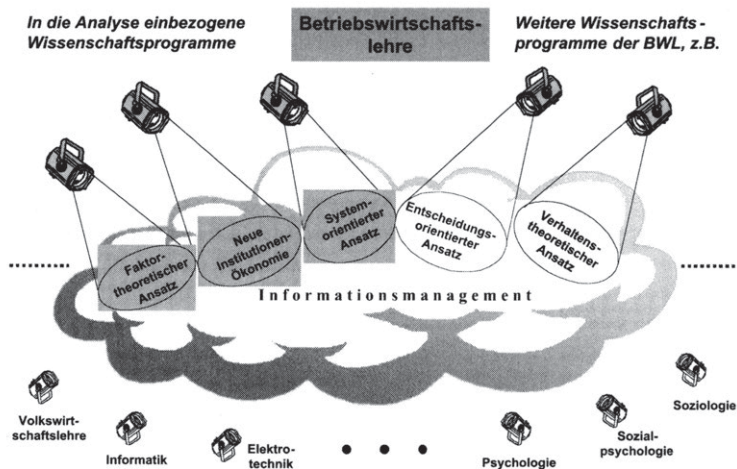 In die Analyse einbezogene
Wissenschaftsprogramme
Betriebswirtschafts-
lehre
Weitere Wissenschafts -
programme der BWL, z.B.
Faktor-
theoretischer
Ansatz
Neue
Institutionen-
Ökonomie
System-
orientierter
Ansatz
Entscheidungs-
orientierter
Ansatz
Verhaltens-
theoretischer
Ansatz
Informationsmanagement
Volkswirt-
schaftslehre
Informatik
Elektro-
technik
Psychologie
Sozial-
psychologie
Soziologie